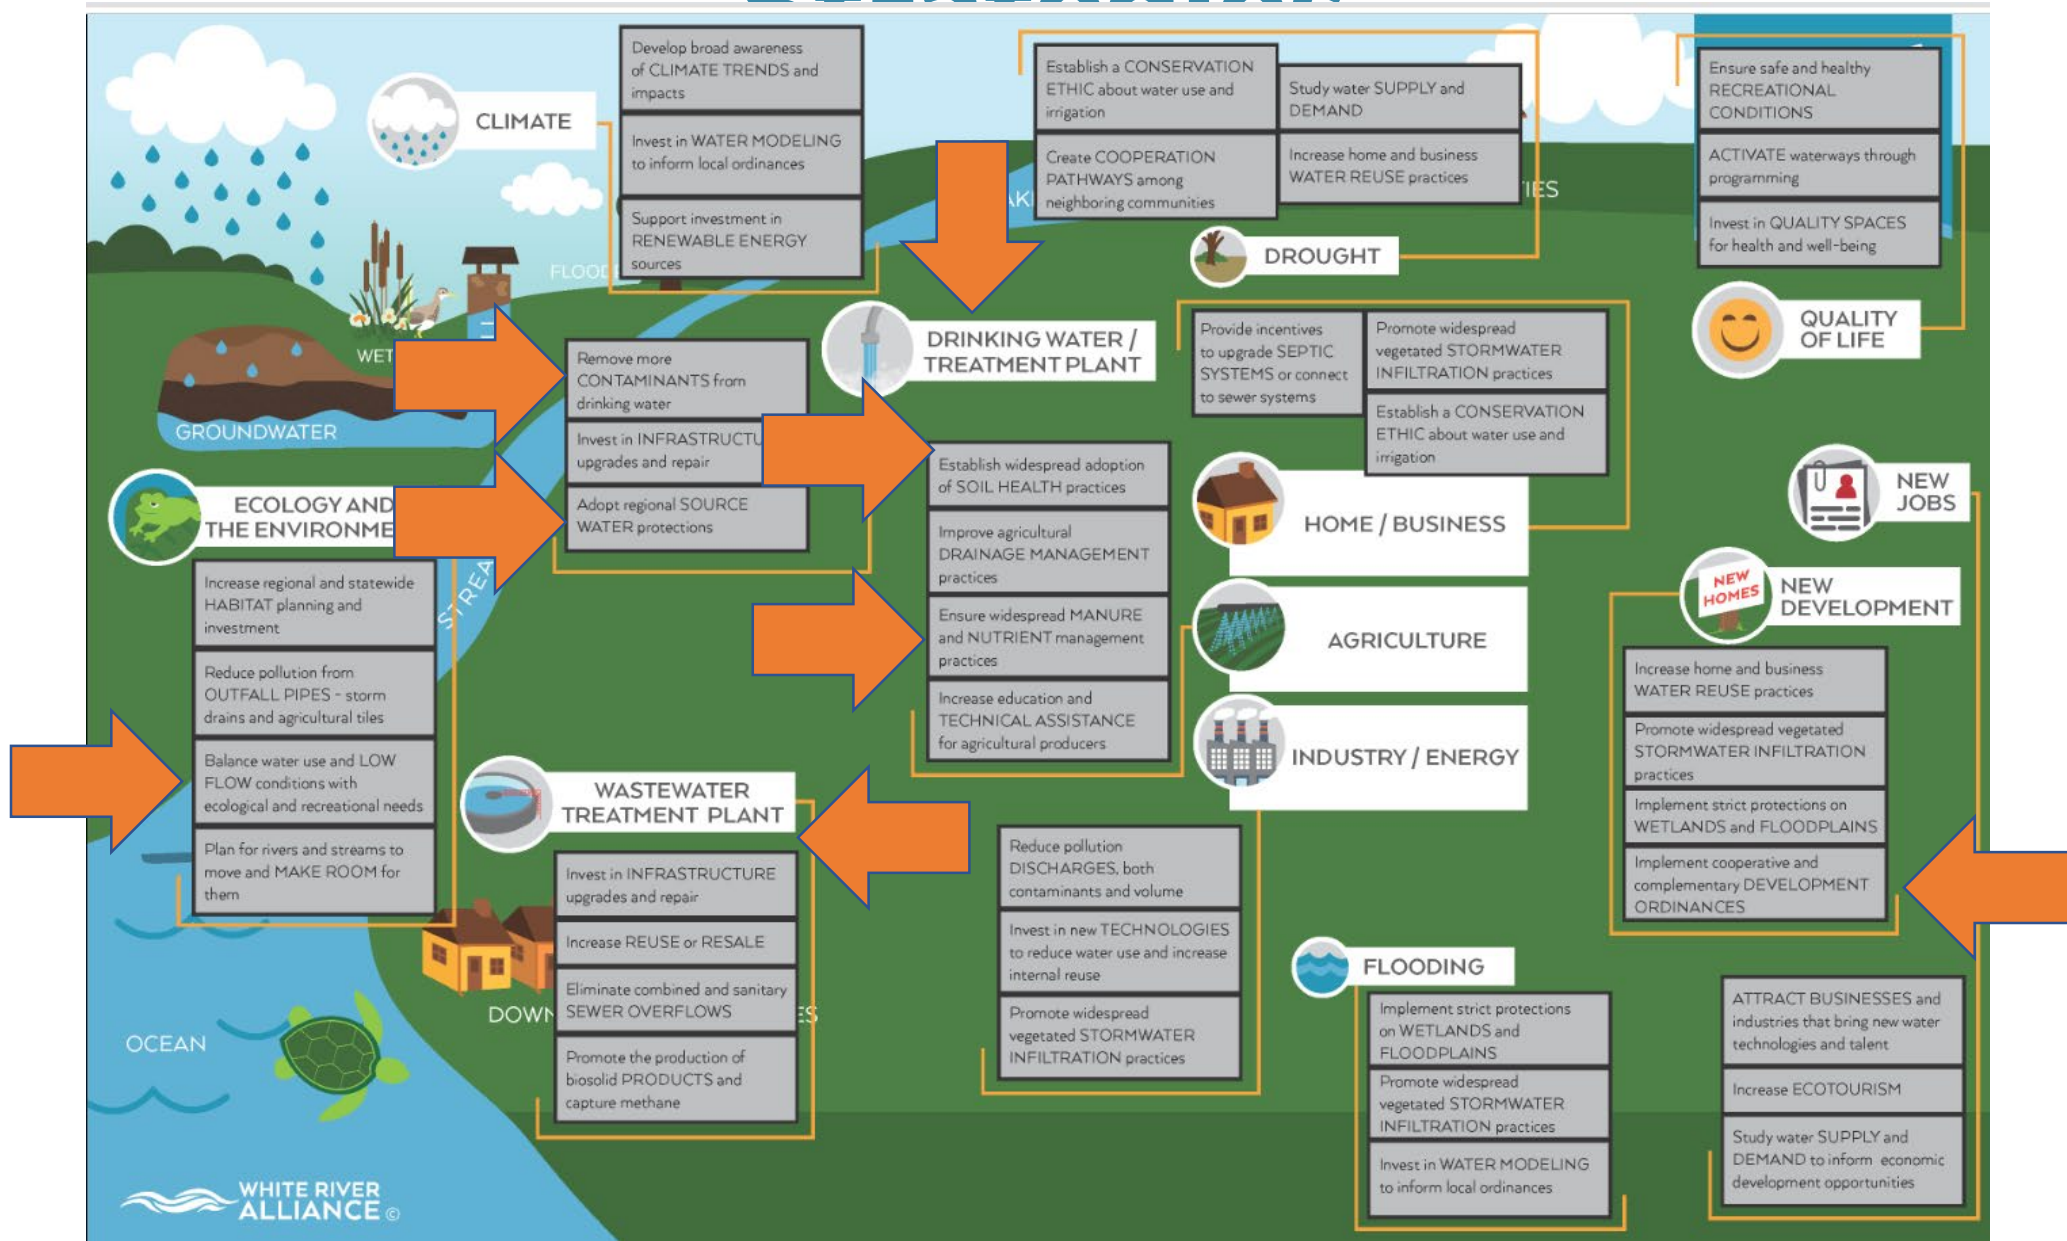 CLIMATE
Develop broad awareness
of CLIMATE TRENDS and
impacts
Invest in WATER MODELING
to inform local ordinances
Support investment in
RENEWABLE ENERGY
sources
Establish a CONSERVATION
ETHIC about water use and
irrigation
Create COOPERATION
PATHWAYS among
neighboring communities
Study water SUPPLY and
DEMAND
Increase home and business
WATER REUSE practices
DROUGHT
Ensure safe and healthy
RECREATIONAL
CONDITIONS
ACTIVATE waterways through
programming
Invest in QUALITY SPACES
for health and well-being
QUALITY
OF LIFE
GROUNDWATER
DRINKING WATER /
TREATMENT PLANT
Remove more
CONTAMINANTS from
drinking water
Invest in INFRASTRUCTU
upgrades and repair
Adopt regional SOURCE
WATER protections
Provide incentives
to upgrade SEPTIC
SYSTEMS or connect
to sewer systems
Promote widespread
vegetated STORMWATER
INFILTRATION practices
Establish a CONSERVATION
ETHIC about water use and
irrigation
HOME / BUSINESS
AGRICULTURE
INDUSTRY / ENERGY
Establish widespread adoption
of SOIL HEALTH practices
Improve agricultural
DRAINAGE MANAGEMENT
practices
Ensure widespread MANURE
and NUTRIENT management
practices
Increase education and
TECHNICAL ASSISTANCE
for agricultural producers
NEW
JOBS
NEW
HOMES
NEW
DEVELOPMENT
Increase home and business
WATER REUSE practices
Promote widespread vegetated
STORMWATER INFILTRATION
practices
Implement strict protections on
WETLANDS and FLOODPLAINS
Implement cooperative and
complementary DEVELOPMENT
ORDINANCES
ECOLOGY AND
THE ENVIRONME
STREA
Increase regional and statewide
HABITAT planning and
investment
Reduce pollution from
OUTFALL PIPES - storm
drains and agricultural tiles
Balance water use and LOW
FLOW conditions with
ecological and recreational needs
Plan for rivers and streams to
move and MAKE ROOM for
them
WASTEWATER
TREATMENT PLANT
Invest in INFRASTRUCTURE
upgrades and repair
Increase REUSE or RESALE
Eliminate combined and sanitary
SEWER OVERFLOWS
Promote the production of
biosolid PRODUCTS and
capture methane
Reduce pollution
DISCHARGES, both
contaminants and volume
Invest in new TECHNOLOGIES
to reduce water use and increase
internal reuse
Promote widespread
vegetated STORMWATER
INFILTRATION practices
FLOODING
Implement strict protections
on WETLANDS and
FLOODPLAINS
Promote widespread
vegetated STORMWATER
INFILTRATION practices
Invest in WATER MODELING
to inform local ordinances
ATTRACT BUSINESSES and
industries that bring new water
technologies and talent
Increase ECOTOURISM
Study water SUPPLY and
DEMAND to inform economic
development opportunities
OCEAN
WHITE RIVER
ALLIANCE ©